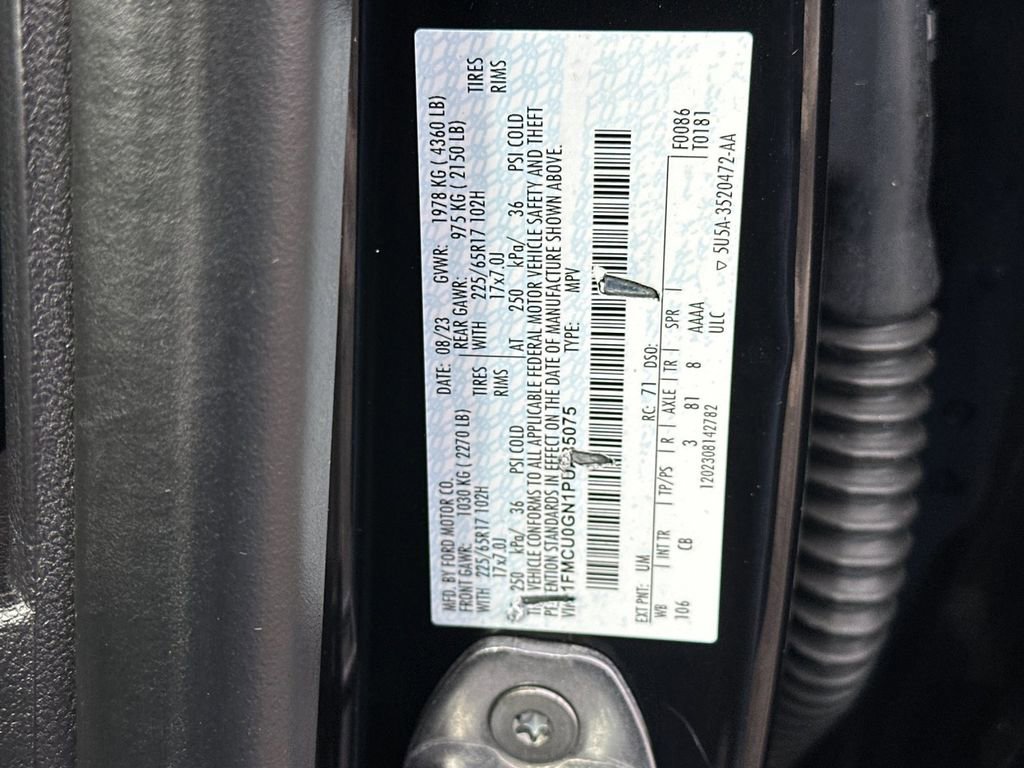 MFD. BY FORD MOTOR CO. DATE: 08/23 GVWR: 1978 KG ( 4360 LB)
FRONT GAWR: 1030 KG ( 2270 LB) REAR GAWR: 975 KG ( 2150 LB)
WITH 225/65R17 102H TIRES WITH 225/65R17 102H TIRES
17x7.0J RIMS 17x7.0J RIMS
250 kPa/ 36 PSI COLD AT 250 kPa/ 36 PSI COLD
VEHICLE CONFORMS TO ALL APPLICABLE FEDERAL MOTOR VEHICLE SAFETY AND THEFT
STANDARDS IN EFFECT ON THE DATE OF MANUFACTURE SHOWN ABOVE.
1FMCU0GN1PU 5075 TYPE: MPV
EXT PNT: UM RC: 71 DSO: F0086
WB INT TR TP/PS R AXLE TR SPR T0181
106 CB 3 81 8 AAAA
1202308142782 ULC ▽ 5U5A-3520472-AA